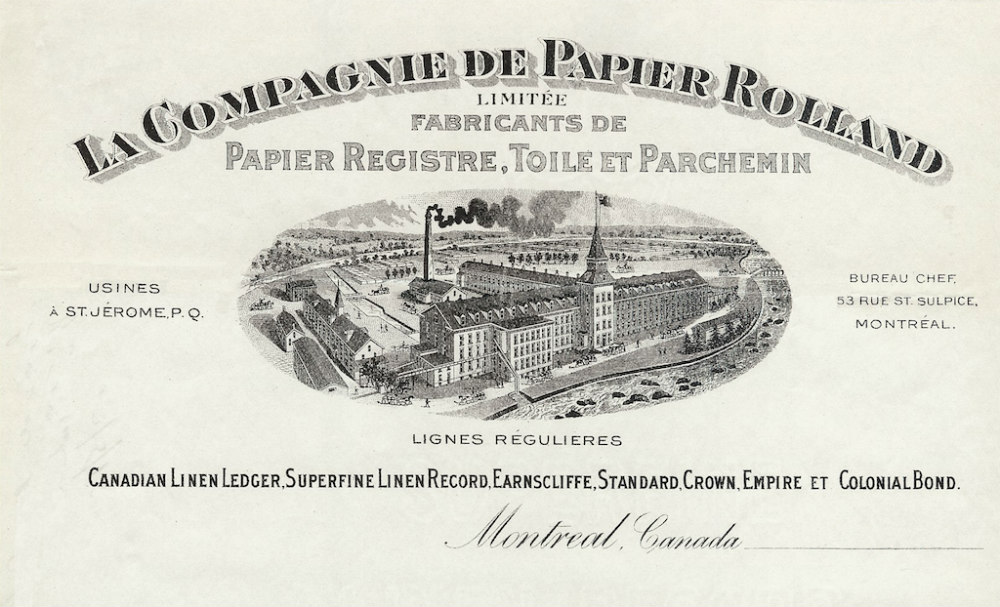 LA COMPAGNIE DE PAPIER ROLLAND
LIMITÉE
FABRICANTS DE
PAPIER REGISTRE, TOILE ET PARCHEMIN
USINES
À ST. JÉROME, P. Q.
BUREAU CHEF,
53 RUE ST. SULPICE,
MONTRÉAL.
LIGNES RÉGULIERES
CANADIAN LINEN LEDGER, SUPERFINE LINEN RECORD, EARNSCLIFFE, STANDARD, CROWN, EMPIRE ET COLONIAL BOND.
Montreal, Canada